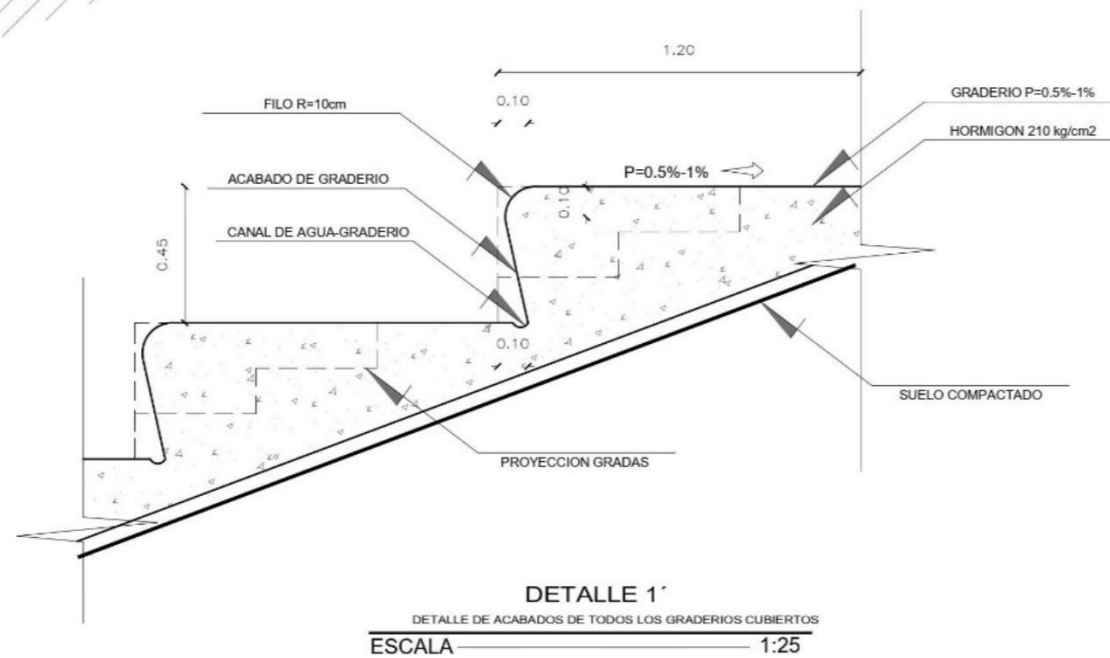 1.20
FILO R=10cm
0.10
GRADERIO P=0.5%-1%
HORMIGON 210 kg/cm2
ACABADO DE GRADERIO
P=0.5%-1%
0.10
CANAL DE AGUA-GRADERIO
0.45
0.10
SUELO COMPACTADO
PROYECCION GRADAS
DETALLE 1´
DETALLE DE ACABADOS DE TODOS LOS GRADERIOS CUBIERTOS
ESCALA 1:25